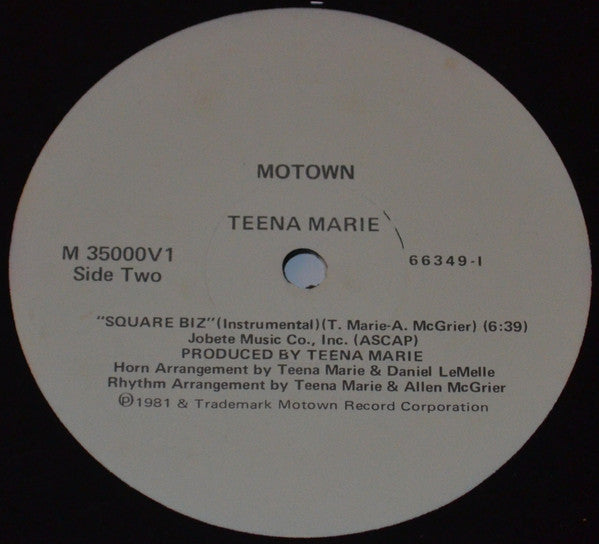 MOTOWN
TEENA MARIE
M 35000V1
Side Two
66349-I
"SQUARE BIZ" (Instrumental) (T. Marie-A. McGrier) (6:39)
Jobete Music Co., Inc. (ASCAP)
PRODUCED BY TEENA MARIE
Horn Arrangement by Teena Marie & Daniel LeMelle
Rhythm Arrangement by Teena Marie & Allen McGrier
℗1981 & Trademark Motown Record Corporation